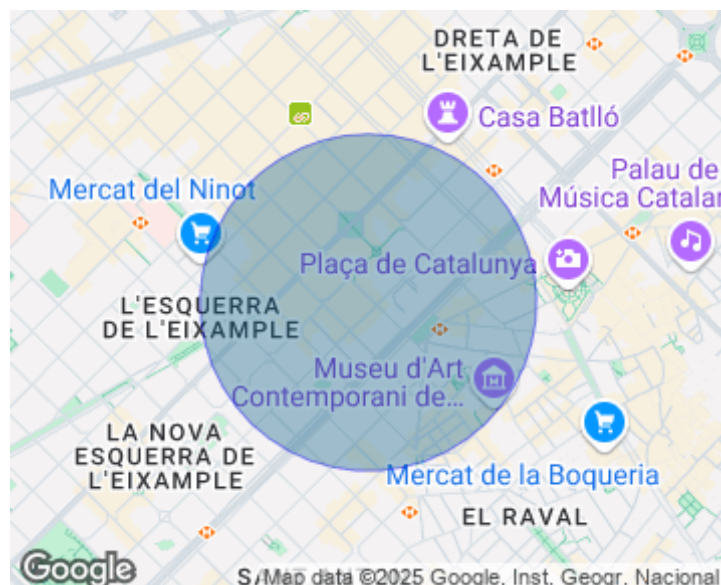 DRETA DE
L'EIXAMPLE
Casa Batlló
Palau de
Música Catalan
Mercat del Ninot
Plaça de Catalunya
L'ESQUERRA
DE L'EIXAMPLE
Museu d'Art
Contemporani de...
LA NOVA
ESQUERRA DE
L'EIXAMPLE
Mercat de la Boqueria
EL RAVAL
Google
Map data ©2025 Google, Inst. Geogr. Nacional